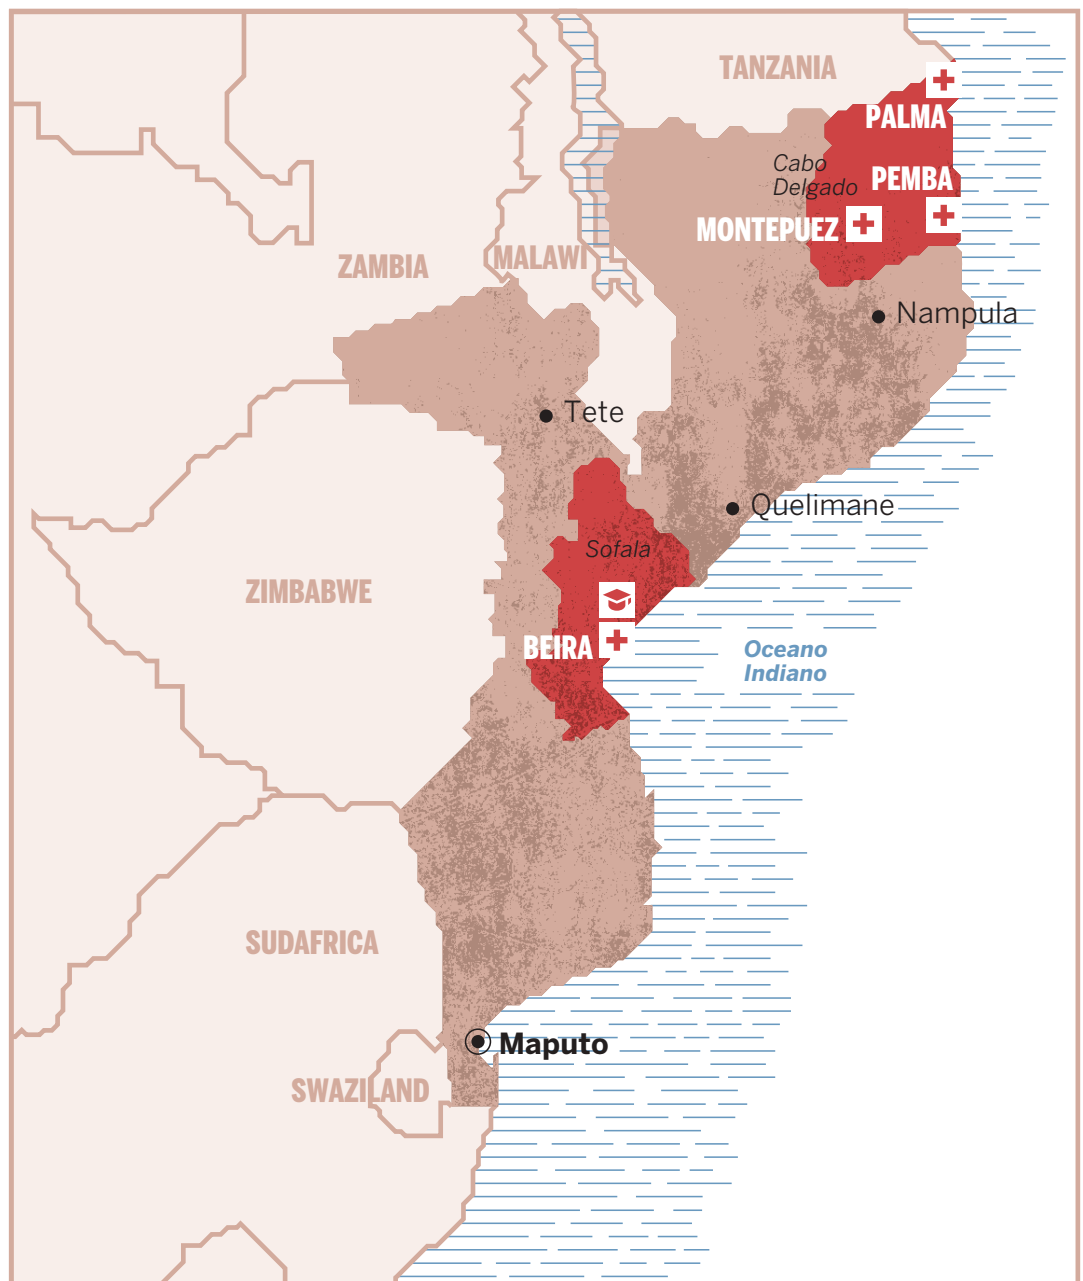 TANZANIA
PALMA
Cabo
Delgado
PEMBA
MONTEPUEZ
ZAMBIA
MALAWI
Nampula
Tete
Quelimane
Sofala
ZIMBABWE
BEIRA
Oceano
Indiano
SUDAFRICA
Maputo
SWAZILAND